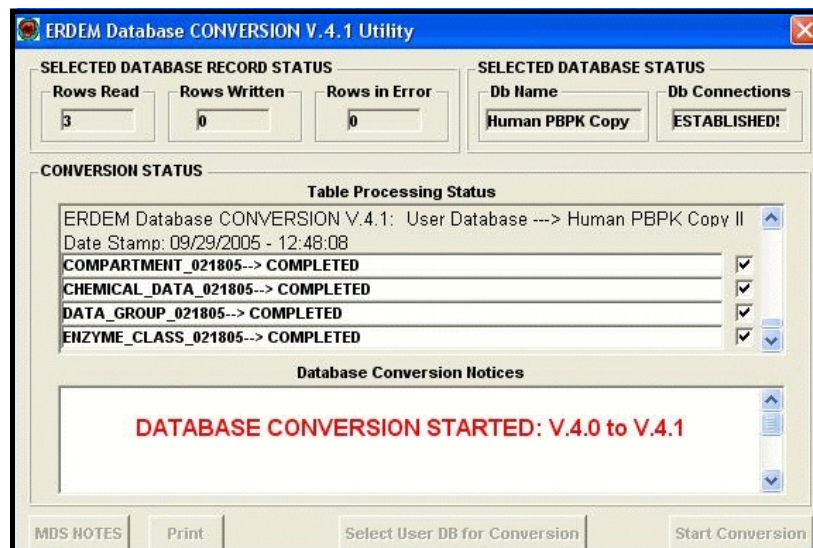 ERDEM Database CONVERSION V.4.1 Utility
SELECTED DATABASE RECORD STATUS
SELECTED DATABASE STATUS
Rows Read
Rows Written
Rows in Error
Db Name
Db Connections
3
0
0
Human PBPK Copy
ESTABLISHED!
CONVERSION STATUS
Table Processing Status
ERDEM Database CONVERSION V.4.1: User Database ---> Human PBPK Copy II
Date Stamp: 09/29/2005 - 12:48:08
COMPARTMENT_021805--> COMPLETED
CHEMICAL_DATA_021805--> COMPLETED
DATA_GROUP_021805--> COMPLETED
ENZYME_CLASS_021805--> COMPLETED
Database Conversion Notices
DATABASE CONVERSION STARTED: V.4.0 to V.4.1
MDS NOTES
Print
Select User DB for Conversion
Start Conversion